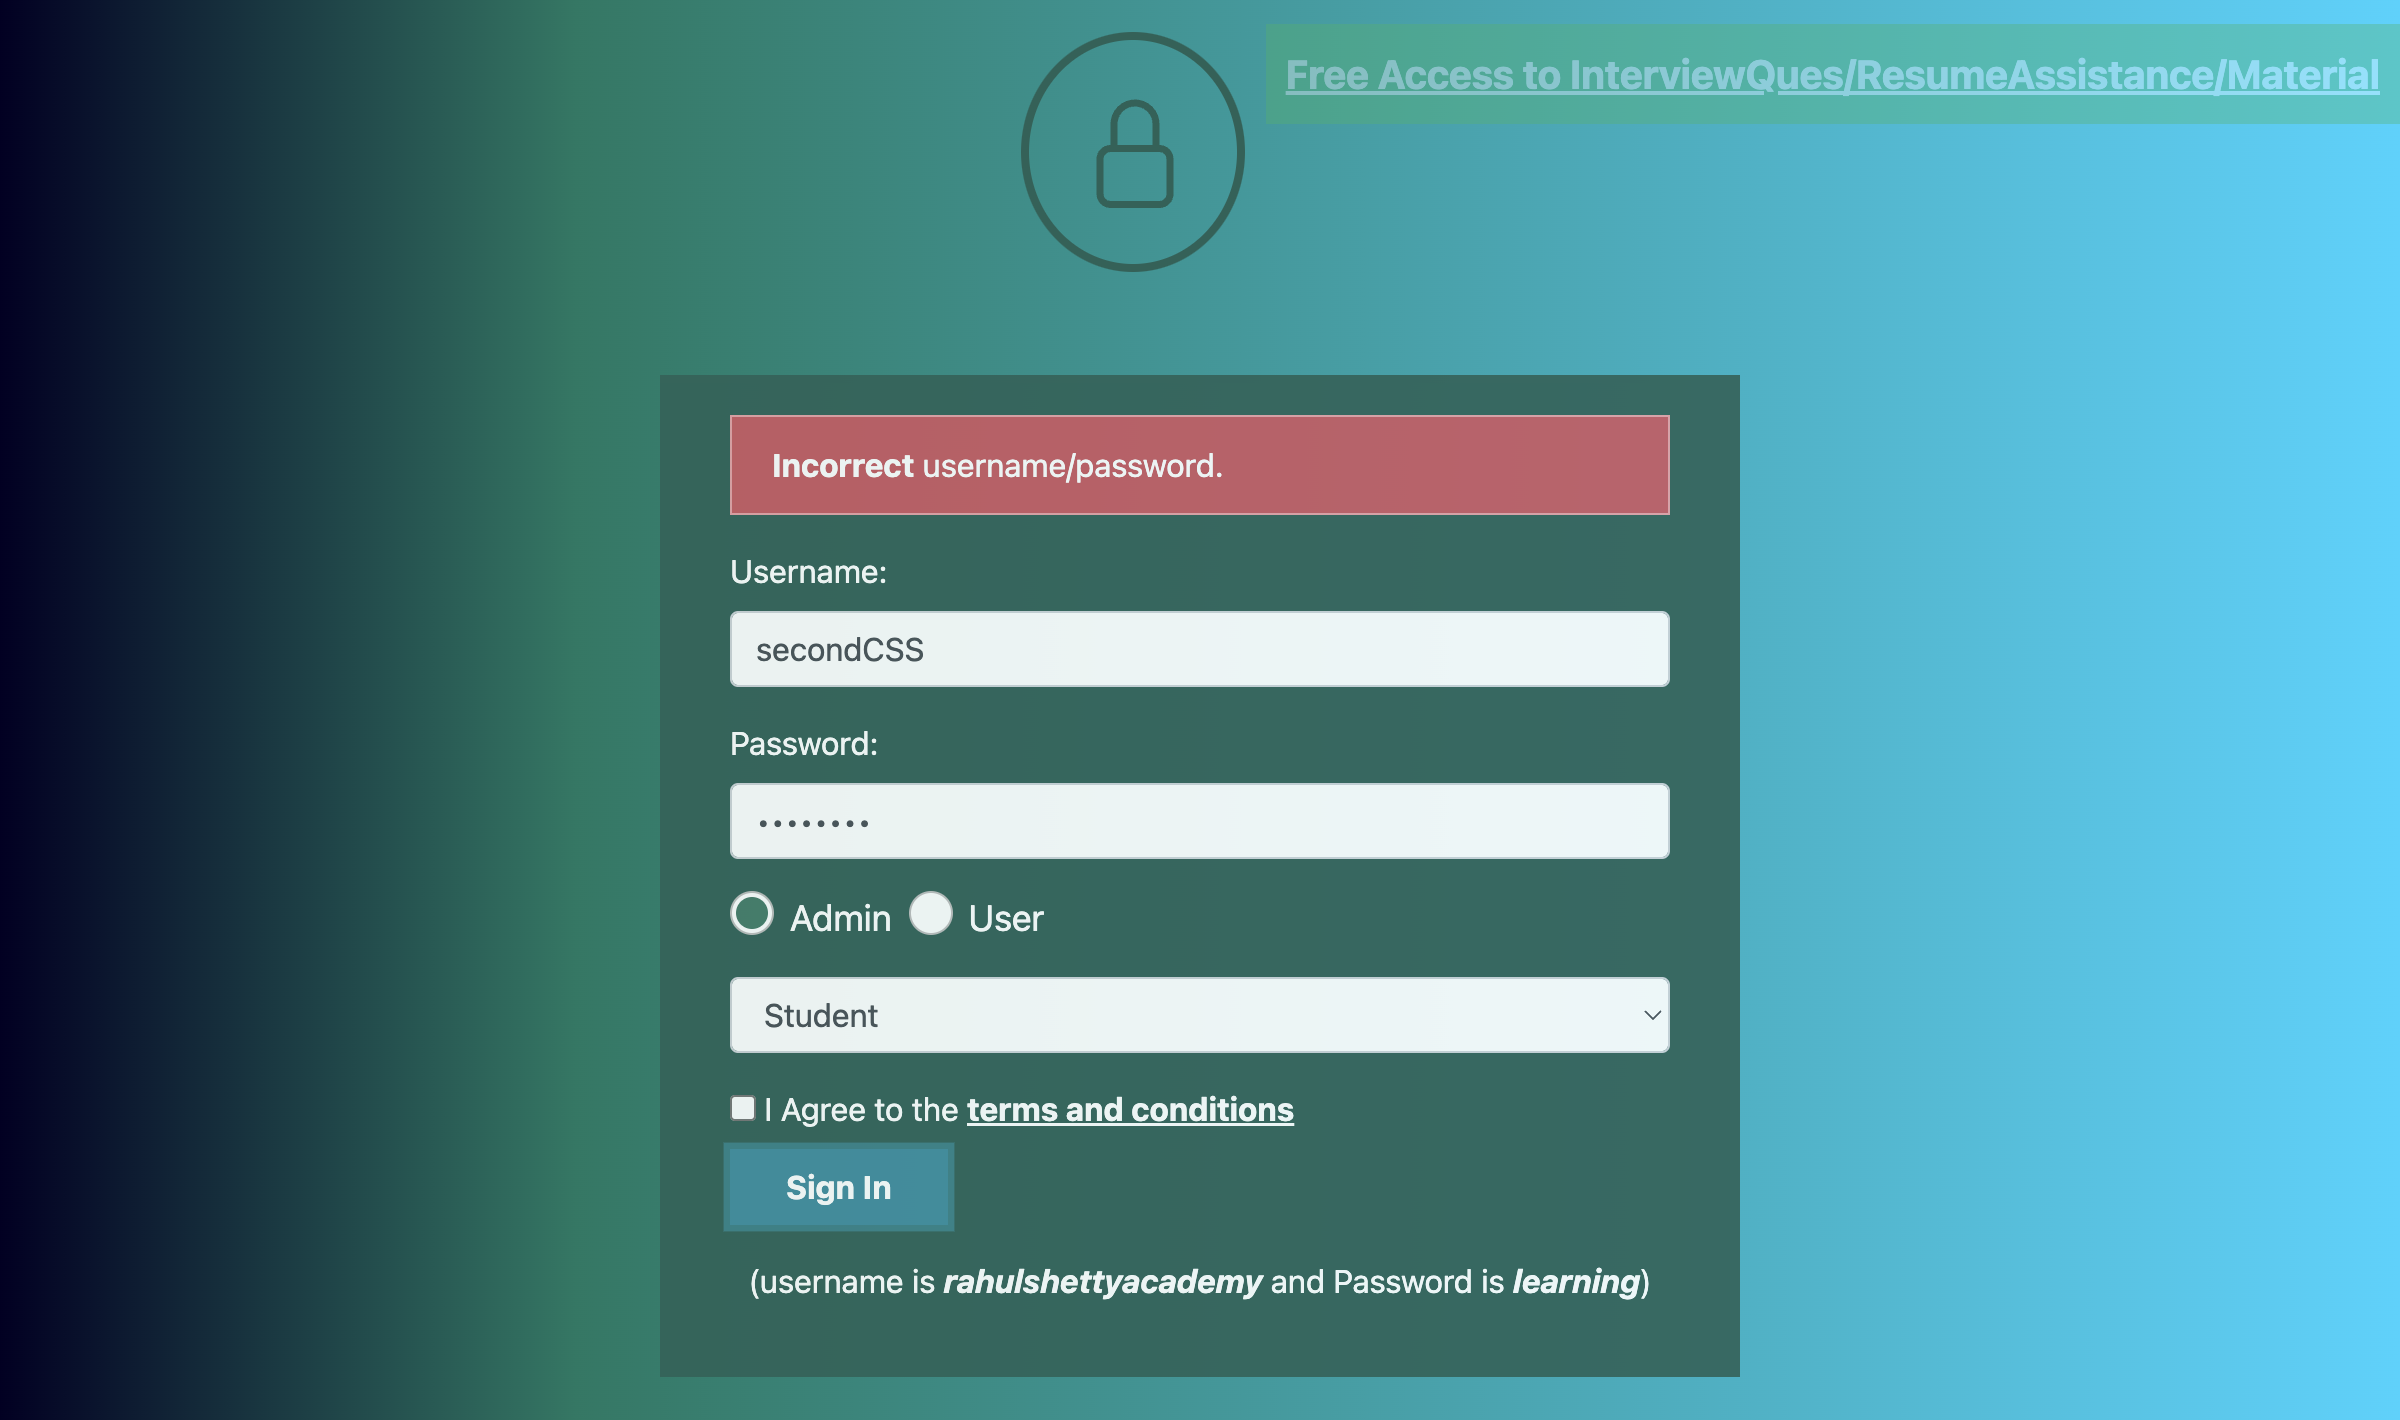 Free Access to InterviewQues/ResumeAssistance/Material
Incorrect username/password.
Username:
secondCSS
Password:
••••••••
Admin User
Student
I Agree to the terms and conditions
Sign In
(username is rahulshettyacademy and Password is learning)